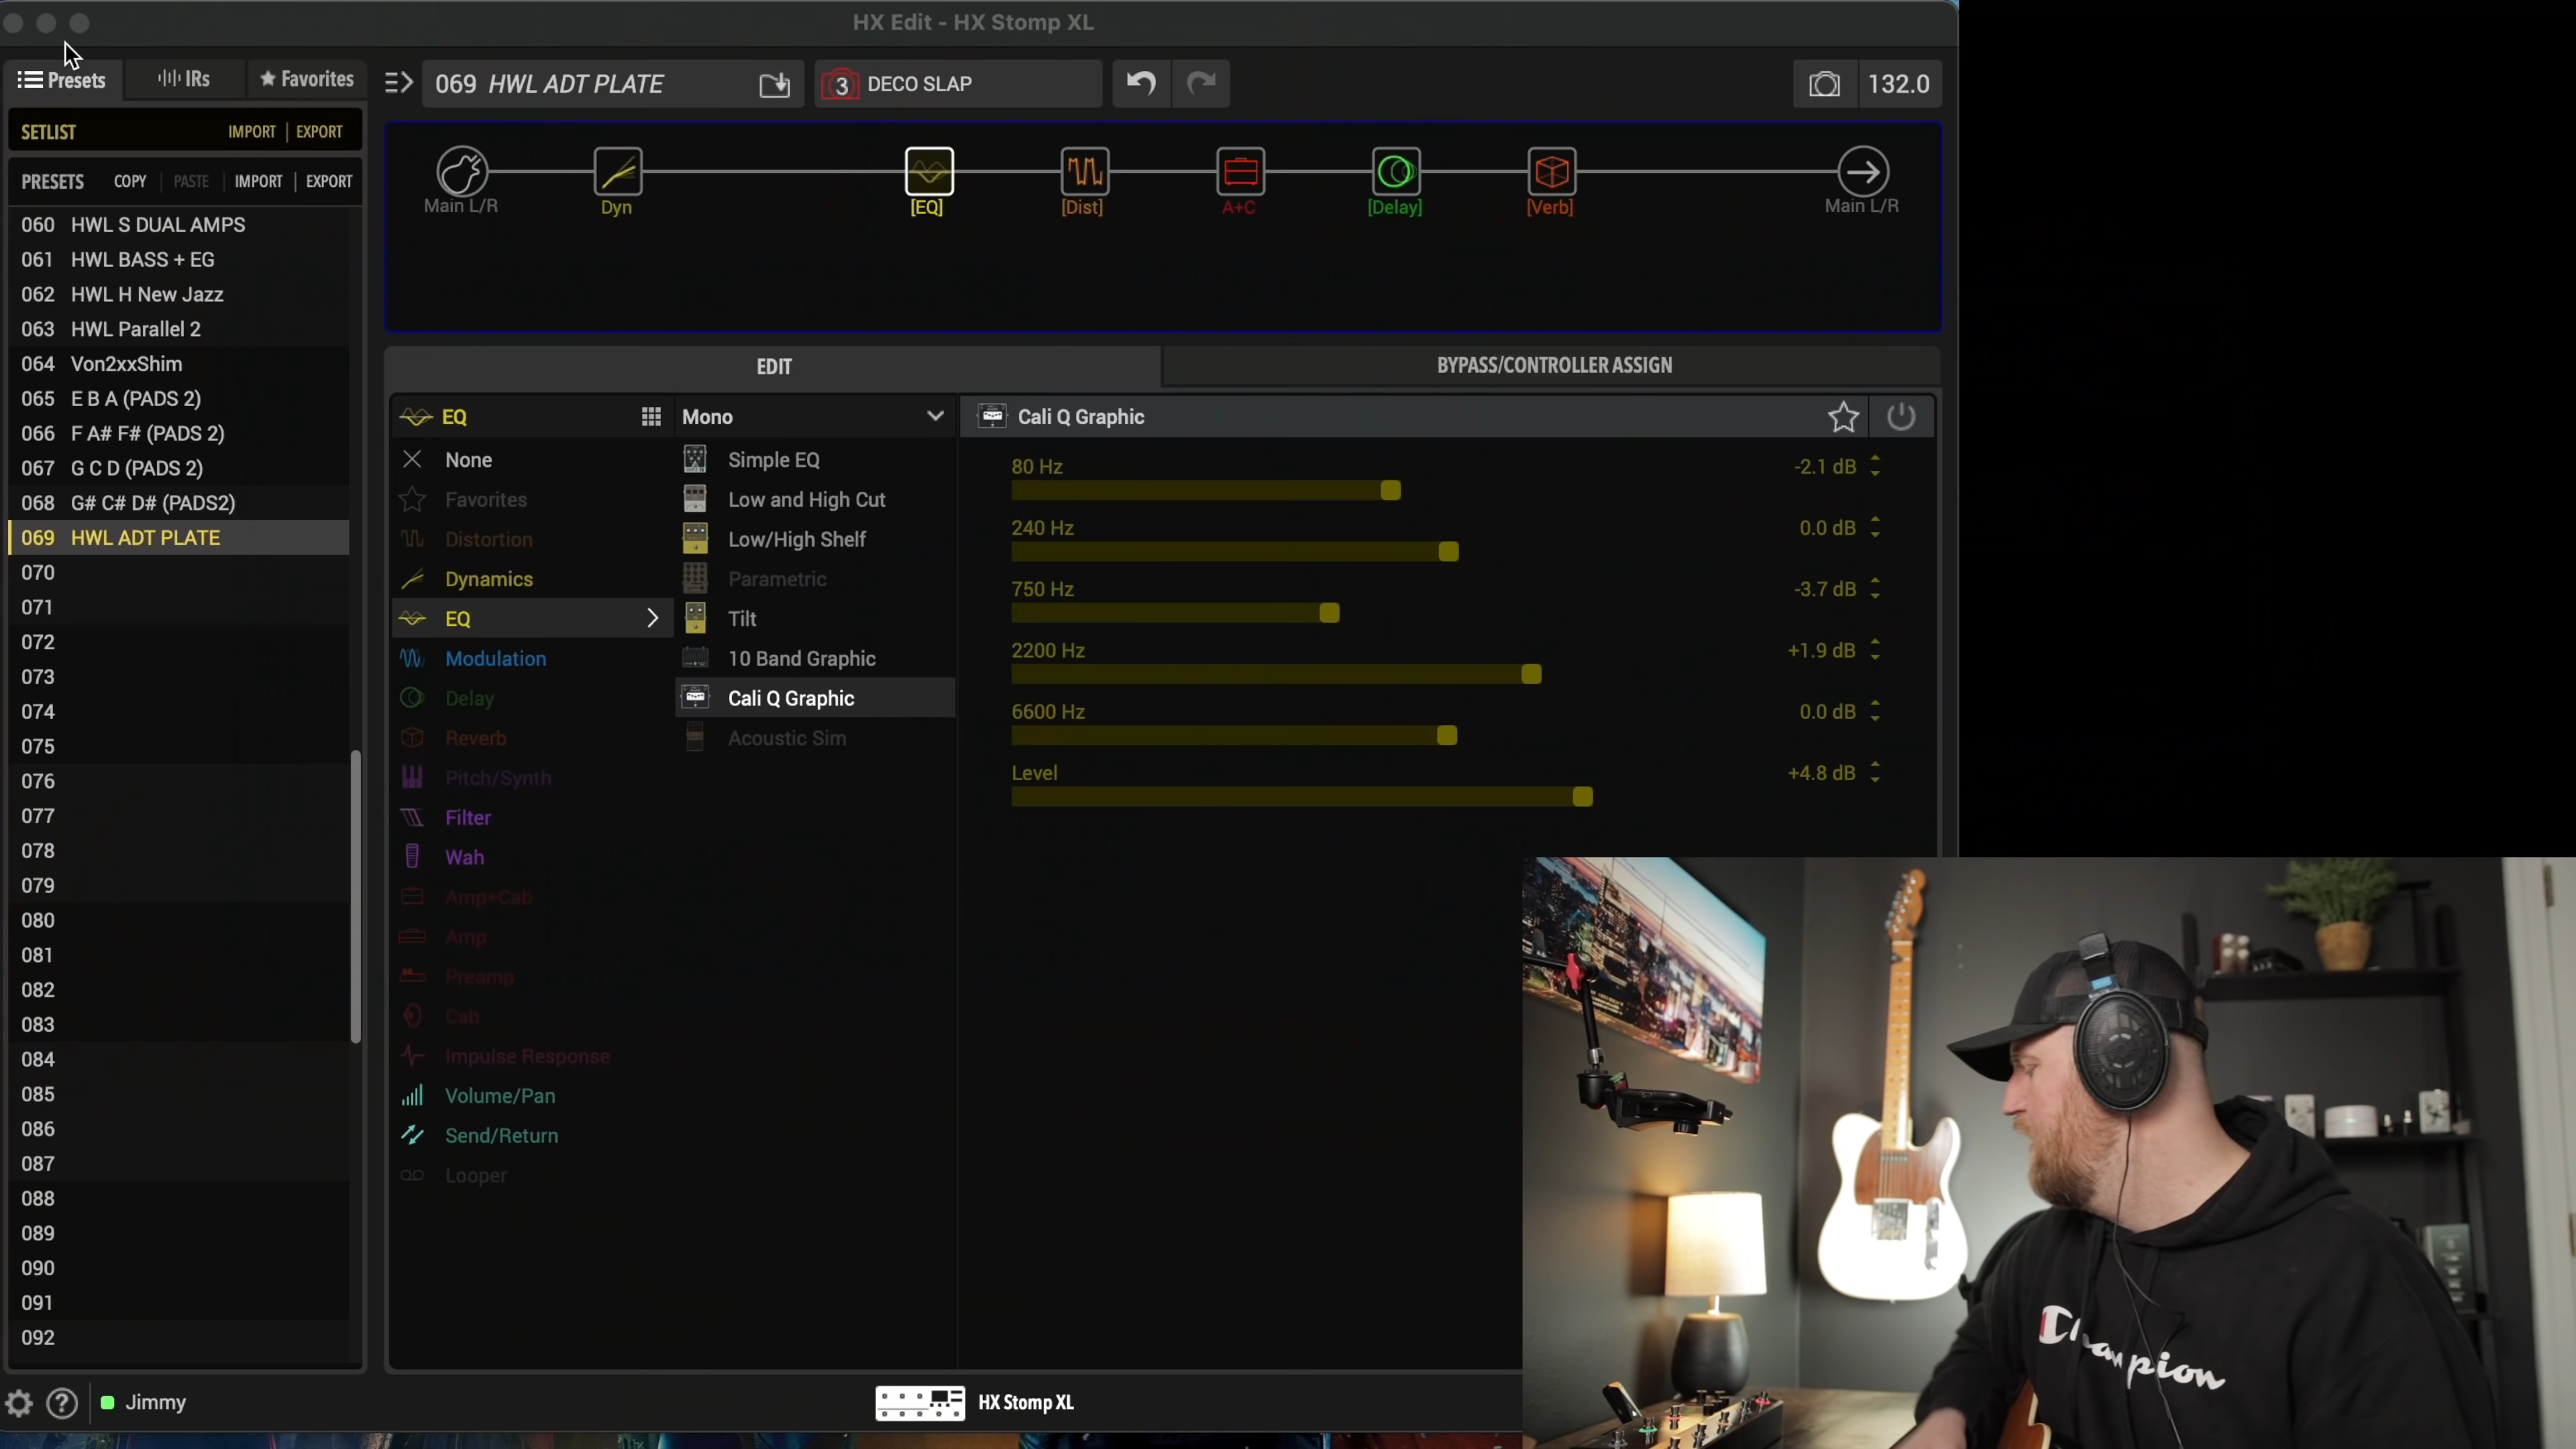 HX Edit - HX Stomp XL
Presets
IRs
Favorites
069 HWL ADT PLATE
3 DECO SLAP
132.0
SETLIST
IMPORT | EXPORT
PRESETS
COPY | PASTE | IMPORT | EXPORT
060 HWL S DUAL AMPS
061 HWL BASS + EG
062 HWL H New Jazz
063 HWL Parallel 2
064 Von2xxShim
065 E B A (PADS 2)
066 F A# F# (PADS 2)
067 G C D (PADS 2)
068 G# C# D# (PADS2)
069 HWL ADT PLATE
070
071
072
073
074
075
076
077
078
079
080
081
082
083
084
085
086
087
088
089
090
091
092
Main L/R
Dyn
[EQ]
[Dist]
A+C
[Delay]
[Verb]
Main L/R
EDIT
BYPASS/CONTROLLER ASSIGN
EQ
None
Favorites
Distortion
Dynamics
EQ
Modulation
Delay
Reverb
Pitch/Synth
Filter
Wah
Amp+Cab
Amp
Preamp
Cab
Impulse Response
Volume/Pan
Send/Return
Looper
Mono
Simple EQ
Low and High Cut
Low/High Shelf
Parametric
Tilt
10 Band Graphic
Cali Q Graphic
Acoustic Sim
Cali Q Graphic
80 Hz -2.1 dB
240 Hz 0.0 dB
750 Hz -3.7 dB
2200 Hz +1.9 dB
6600 Hz 0.0 dB
Level +4.8 dB
Champion
Jimmy
HX Stomp XL